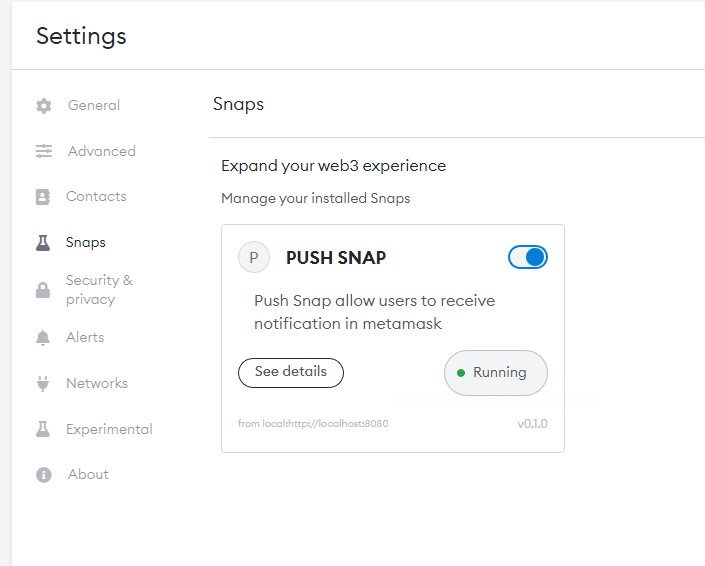 Settings
General
Advanced
Contacts
Snaps
Security &
privacy
Alerts
Networks
Experimental
About
Snaps
Expand your web3 experience
Manage your installed Snaps
P
PUSH SNAP
Push Snap allow users to receive
notification in metamask
See details
Running
from local:http://localhost:8080
v0.1.0